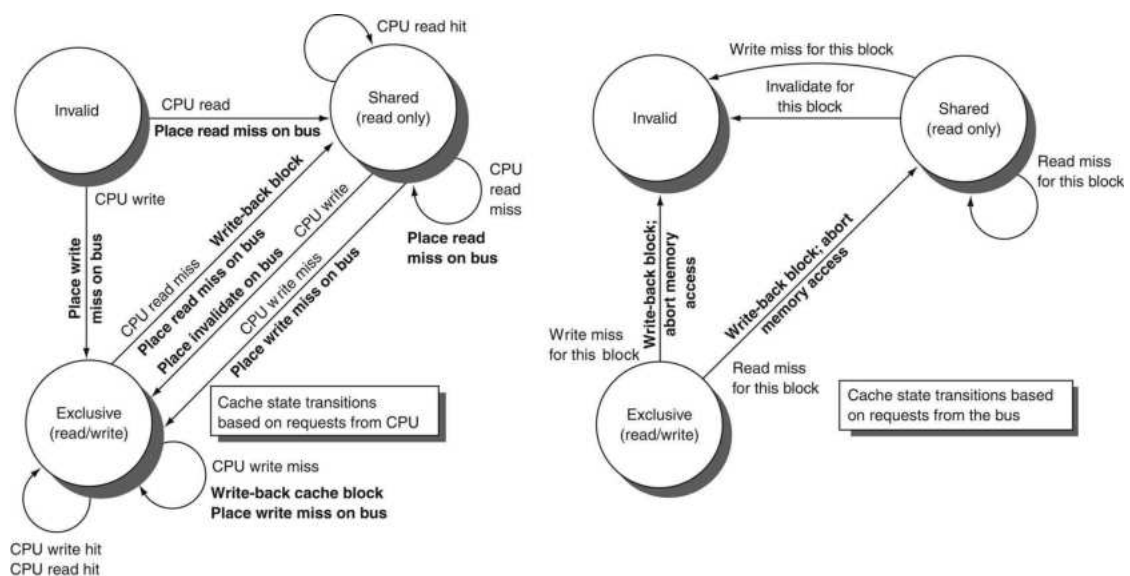 CPU read hit
Invalid
CPU read
Place read miss on bus
Shared
(read only)
CPU write
Place write
miss on bus
CPU read miss
Write-back block
Place read miss on bus
CPU write
Place invalidate on bus
CPU write miss
Place write miss on bus
CPU
read
miss
Place read
miss on bus
Exclusive
(read/write)
Cache state transitions
based on requests from CPU
CPU write miss
Write-back cache block
Place write miss on bus
CPU write hit
CPU read hit
Write miss for this block
Invalidate for
this block
Invalid
Shared
(read only)
Read miss
for this block
Write-back block;
abort memory
access
Write-back block; abort
memory access
Write miss
for this block
Read miss
for this block
Exclusive
(read/write)
Cache state transitions based
on requests from the bus